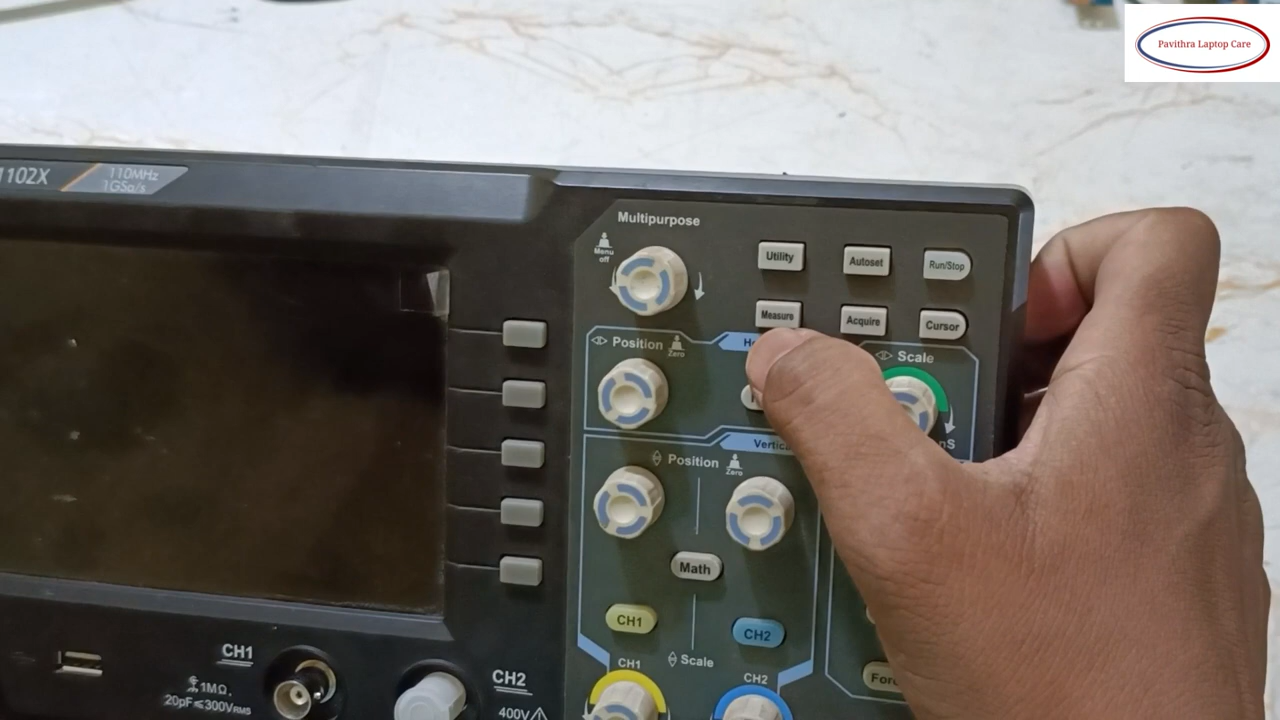 Pavithra Laptop Care
1102X
110MHz
1GSa/s
Multipurpose
Menu
off
Utility
Autoset
Run/Stop
Measure
Acquire
Cursor
Position
Zero
Scale
nS
Position
Zero
Math
CH1
CH2
Scale
CH1
CH2
CH1
1MΩ
20pF≤300VRMS
CH2
400V